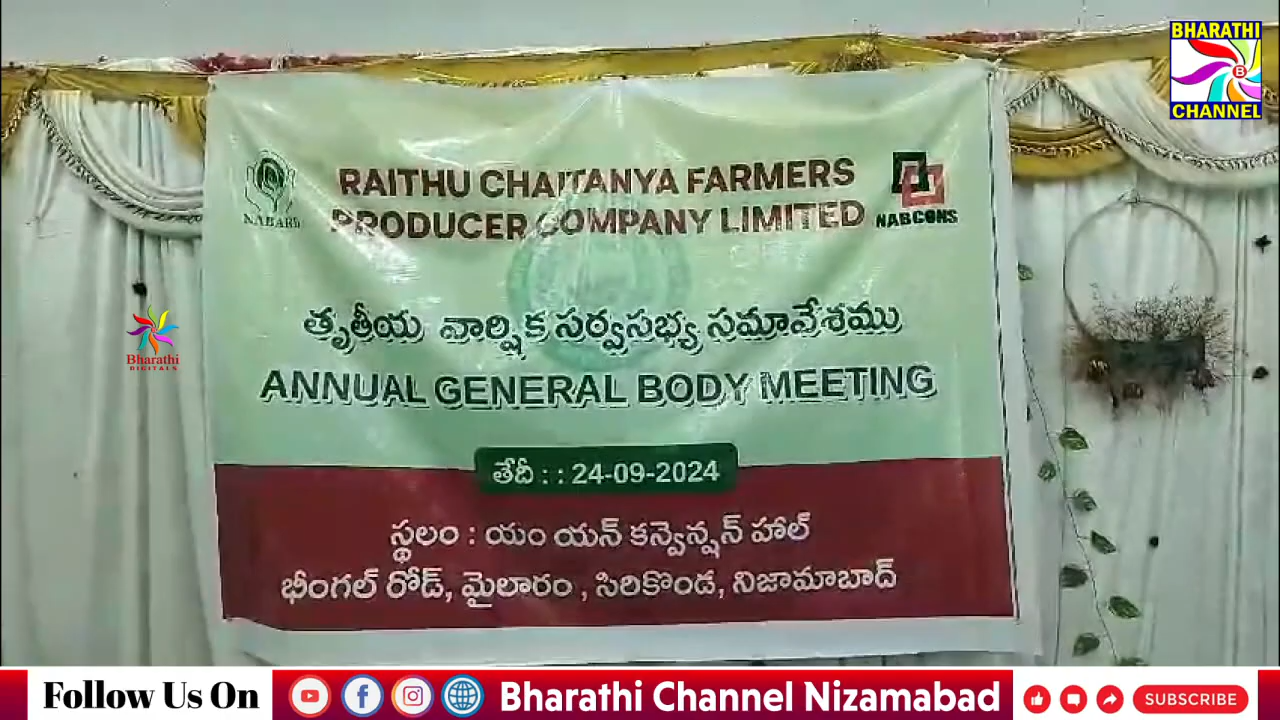 BHARATHI
B
CHANNEL
NABARD
RAITHU CHAITANYA FARMERS
PRODUCER COMPANY LIMITED
NABCONS
తృతీయ వార్షిక సర్వసభ్య సమావేశము
ANNUAL GENERAL BODY MEETING
తేదీ : : 24-09-2024
స్థలం : యం యన్ కన్వెన్షన్ హాల్
భీంగల్ రోడ్, మైలారం , సిరికొండ, నిజామాబాద్
Bharathi
DIGITALS
Follow Us On
Bharathi Channel Nizamabad
SUBSCRIBE